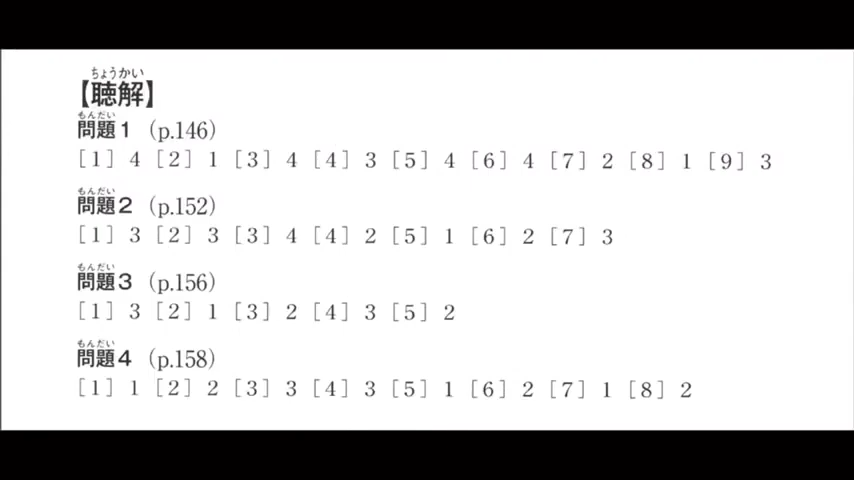 ちょうかい
【聴解】
もんだい
問題1 (p.146)
[1] 4 [2] 1 [3] 4 [4] 3 [5] 4 [6] 4 [7] 2 [8] 1 [9] 3
もんだい
問題2 (p.152)
[1] 3 [2] 3 [3] 4 [4] 2 [5] 1 [6] 2 [7] 3
もんだい
問題3 (p.156)
[1] 3 [2] 1 [3] 2 [4] 3 [5] 2
もんだい
問題4 (p.158)
[1] 1 [2] 2 [3] 3 [4] 3 [5] 1 [6] 2 [7] 1 [8] 2